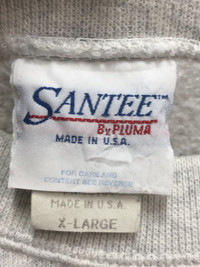 SANTEE™
BY PLUMA
MADE IN U.S.A.
FOR CARE AND
CONTENT SEE REVERSE
MADE IN U.S.A.
X-LARGE